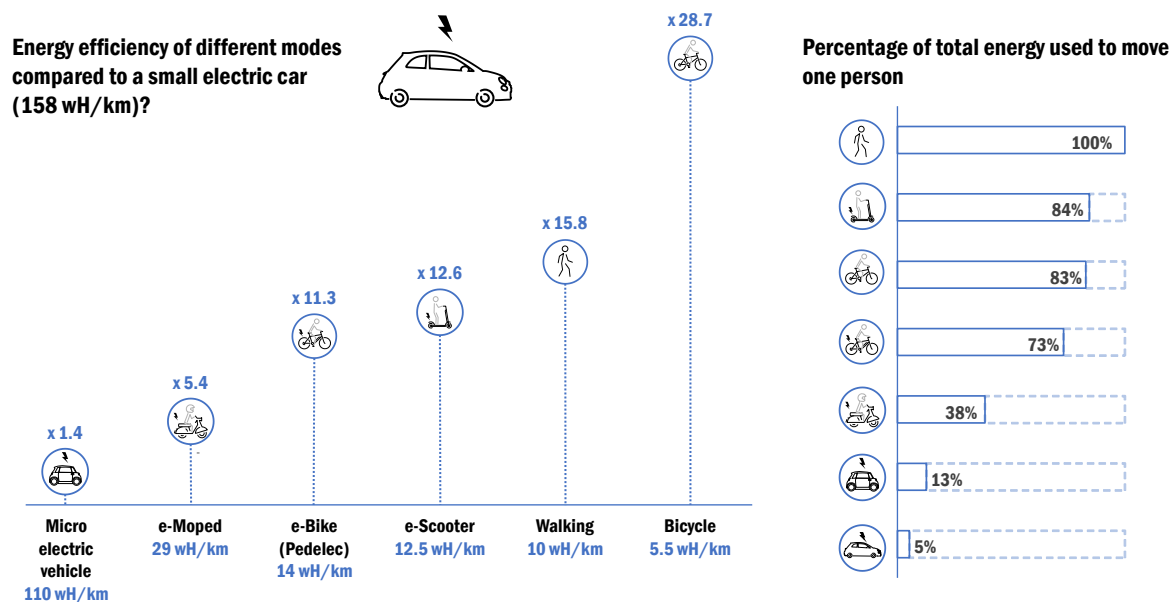 Energy efficiency of different modes
compared to a small electric car
(158 wH/km)?
x 1.4
x 5.4
x 11.3
x 12.6
x 15.8
x 28.7
Micro
electric
vehicle
110 wH/km
e-Moped
29 wH/km
e-Bike
(Pedelec)
14 wH/km
e-Scooter
12.5 wH/km
Walking
10 wH/km
Bicycle
5.5 wH/km
Percentage of total energy used to move
one person
100%
84%
83%
73%
38%
13%
5%